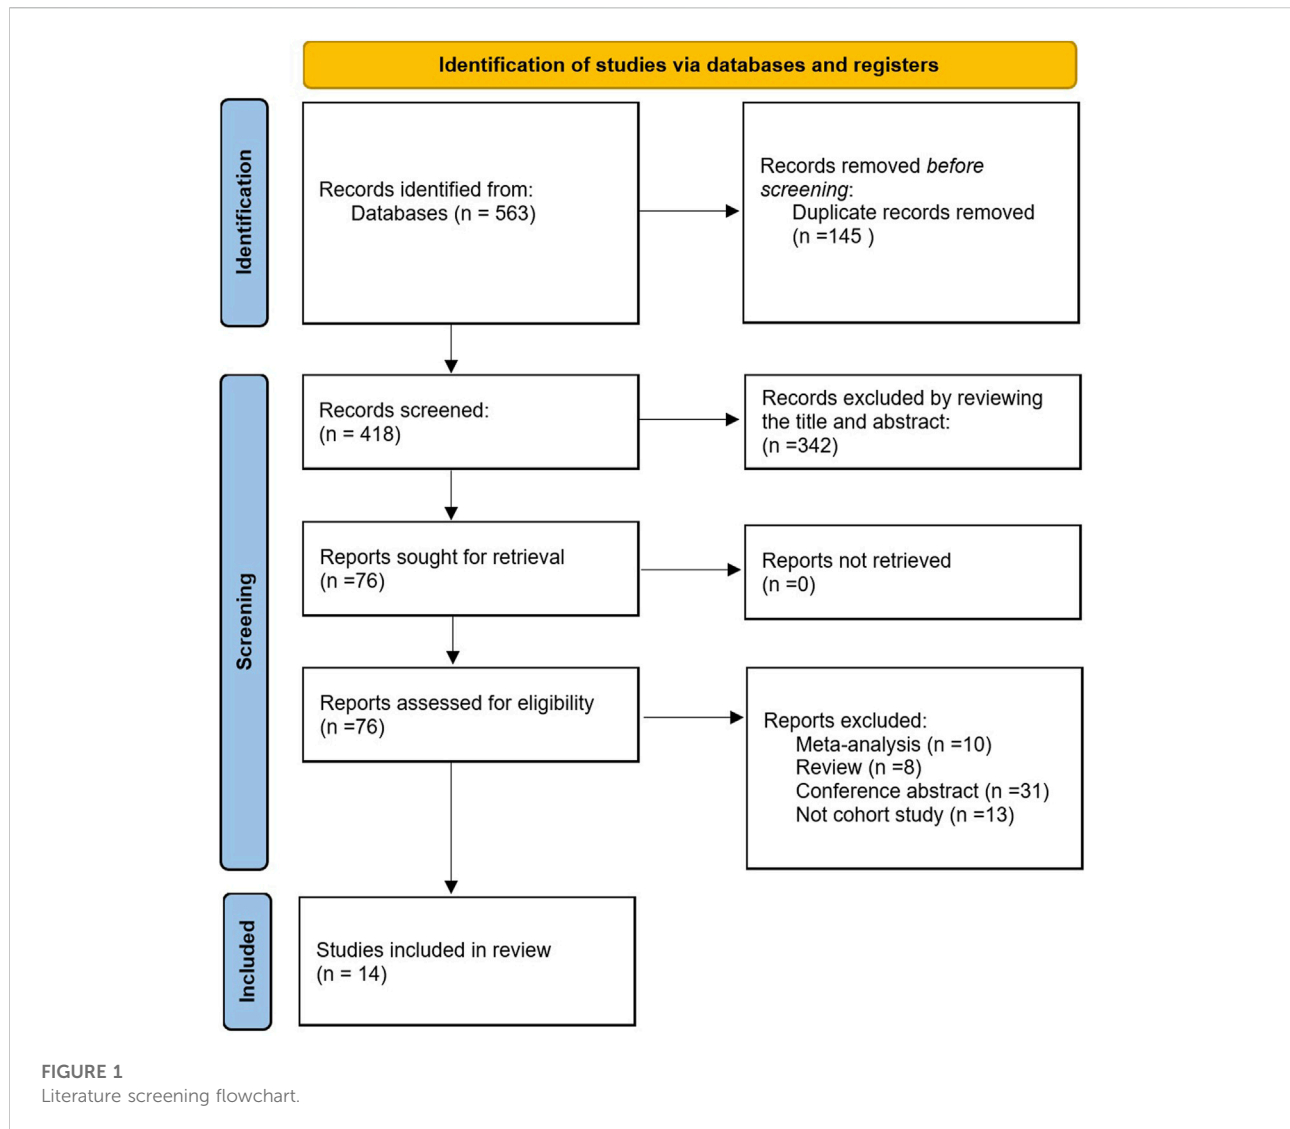 Identification of studies via databases and registers
Identification
Records identified from:
Databases (n = 563)
Records removed before
screening:
Duplicate records removed
(n =145 )
Screening
Records screened:
(n = 418)
Records excluded by reviewing
the title and abstract:
(n =342)
Reports sought for retrieval
(n =76)
Reports not retrieved
(n =0)
Reports assessed for eligibility
(n =76)
Reports excluded:
Meta-analysis (n =10)
Review (n =8)
Conference abstract (n =31)
Not cohort study (n =13)
Included
Studies included in review
(n = 14)
FIGURE 1
Literature screening flowchart.